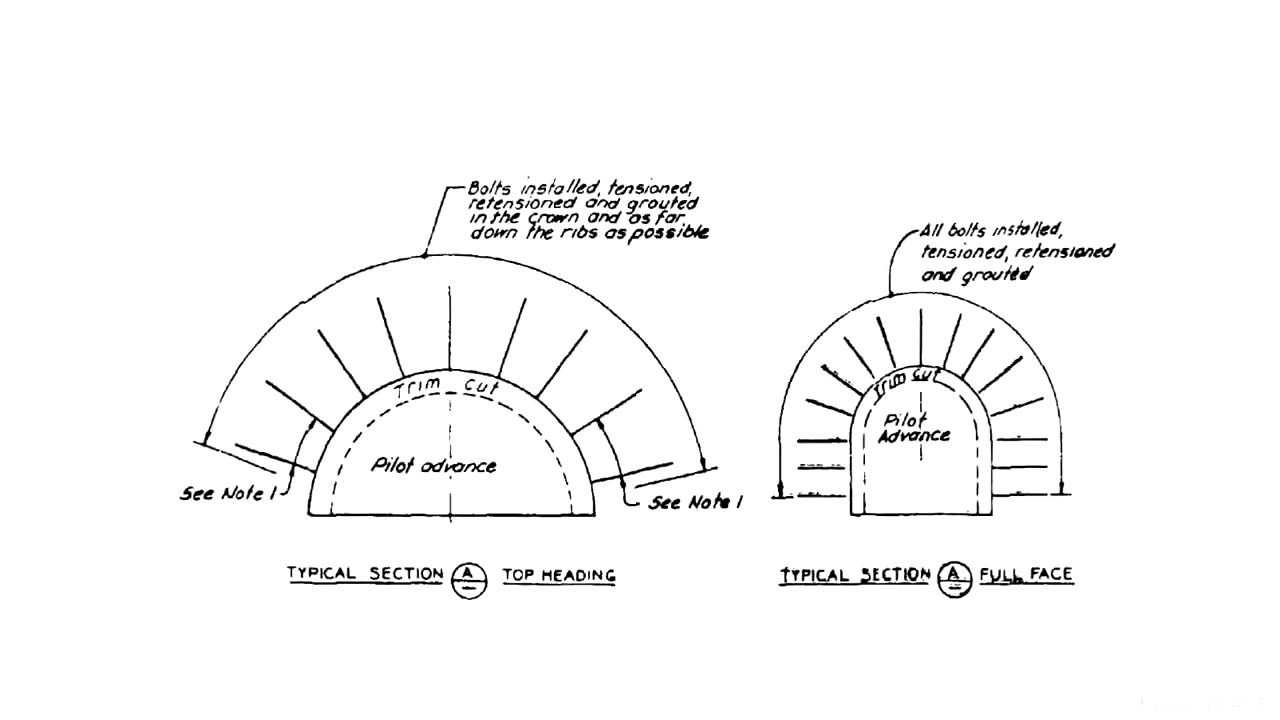 Bolts installed, tensioned,
retensioned and grouted
in the crown and as far
down the ribs as possible
Trim Cut
Pilot advance
See Note 1
See Note 1
TYPICAL SECTION A TOP HEADING
All bolts installed,
tensioned, retensioned
and grouted
Trim Cut
Pilot
Advance
TYPICAL SECTION A FULL FACE